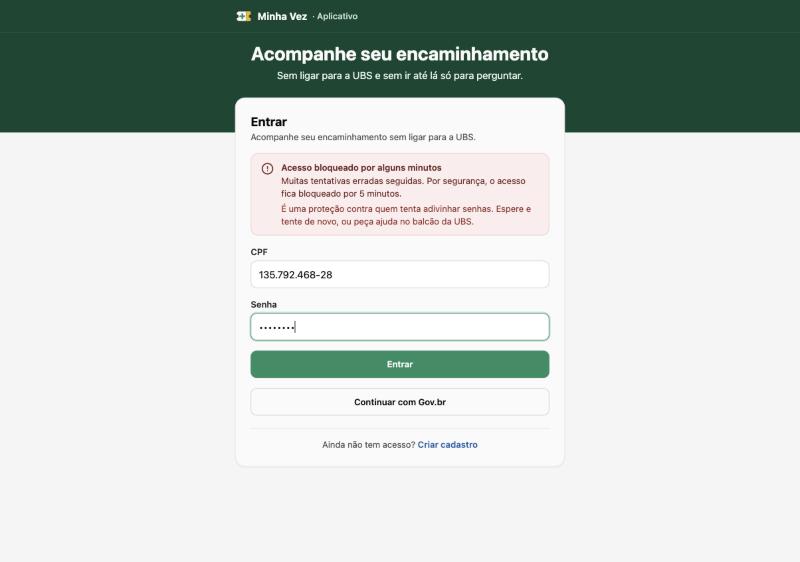 Minha Vez · Aplicativo
Acompanhe seu encaminhamento
Sem ligar para a UBS e sem ir até lá só para perguntar.
Entrar
Acompanhe seu encaminhamento sem ligar para a UBS.
Acesso bloqueado por alguns minutos
Muitas tentativas erradas seguidas. Por segurança, o acesso
fica bloqueado por 5 minutos.
É uma proteção contra quem tenta adivinhar senhas. Espere e
tente de novo, ou peça ajuda no balcão da UBS.
CPF
135.792.468-28
Senha
••••••••
Entrar
Continuar com Gov.br
Ainda não tem acesso? Criar cadastro